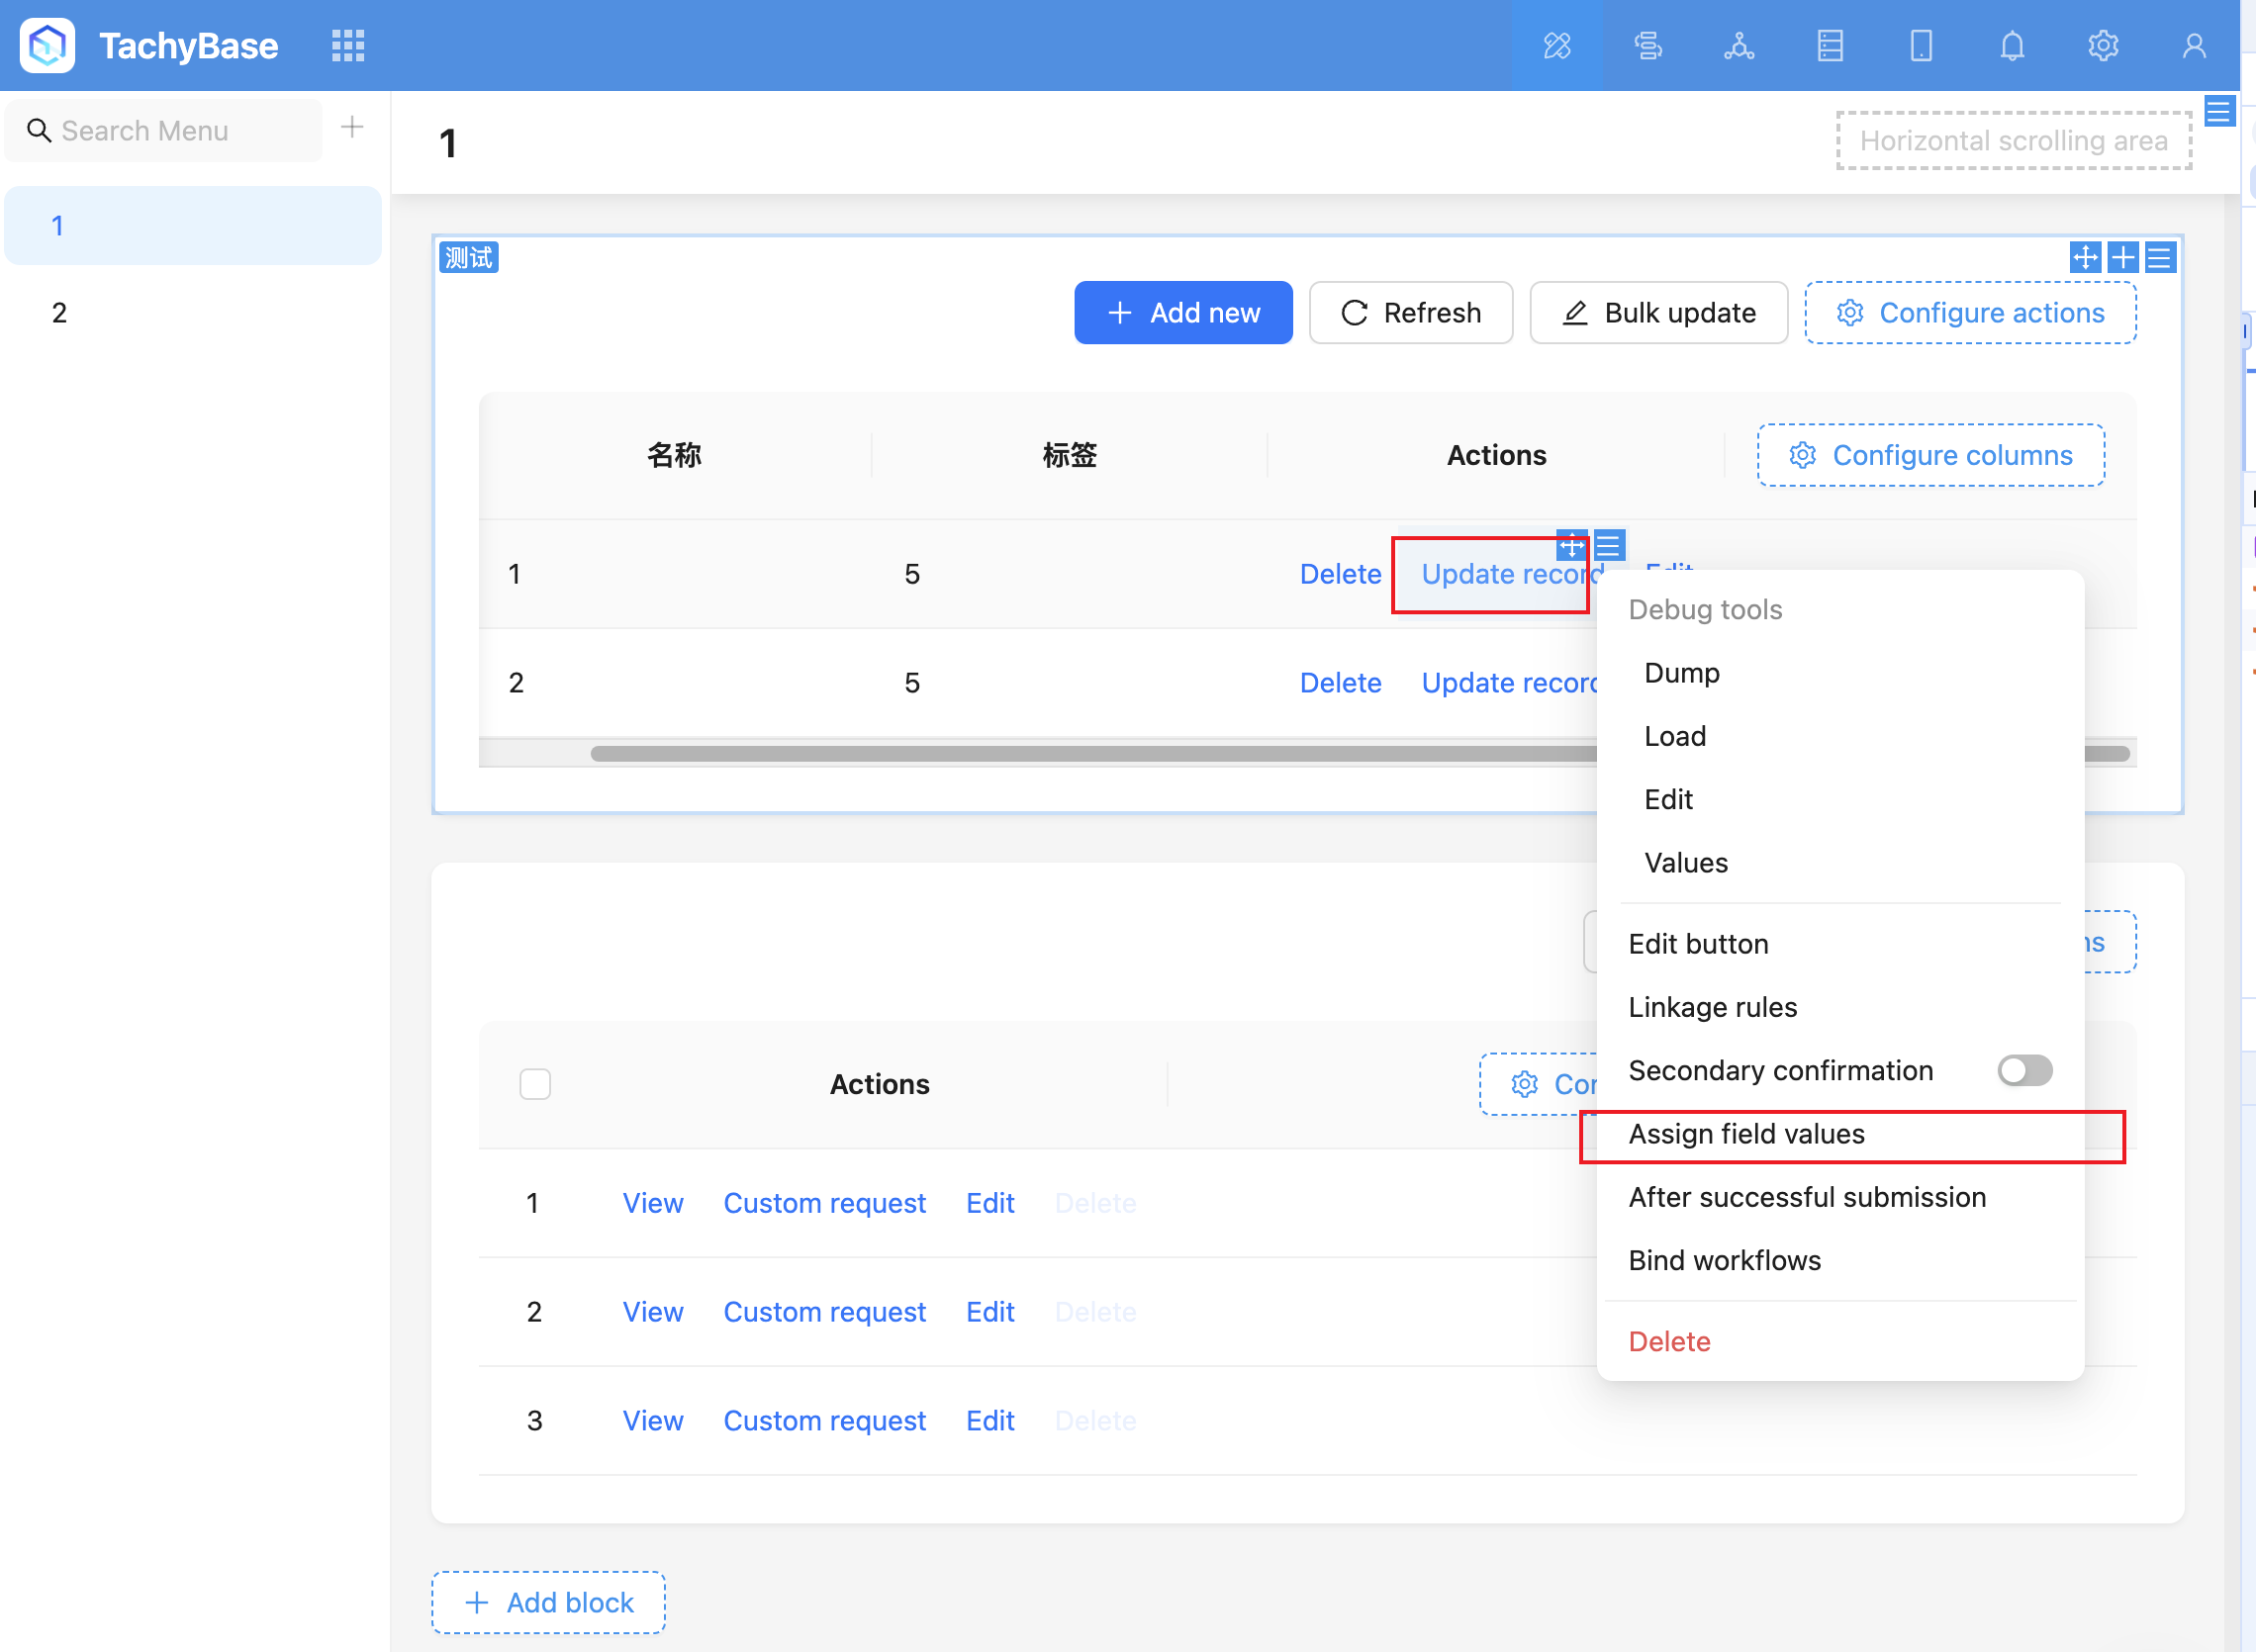 TachyBase
Search Menu
1
2
1
Horizontal scrolling area
测试
Add new
Refresh
Bulk update
Configure actions
名称
标签
Actions
Configure columns
1
5
Delete
Update record
Edit
2
5
Delete
Update record
Debug tools
Dump
Load
Edit
Values
Edit button
Linkage rules
Secondary confirmation
Assign field values
After successful submission
Bind workflows
Delete
Actions
1
View
Custom request
Edit
Delete
2
View
Custom request
Edit
Delete
3
View
Custom request
Edit
Delete
Add block